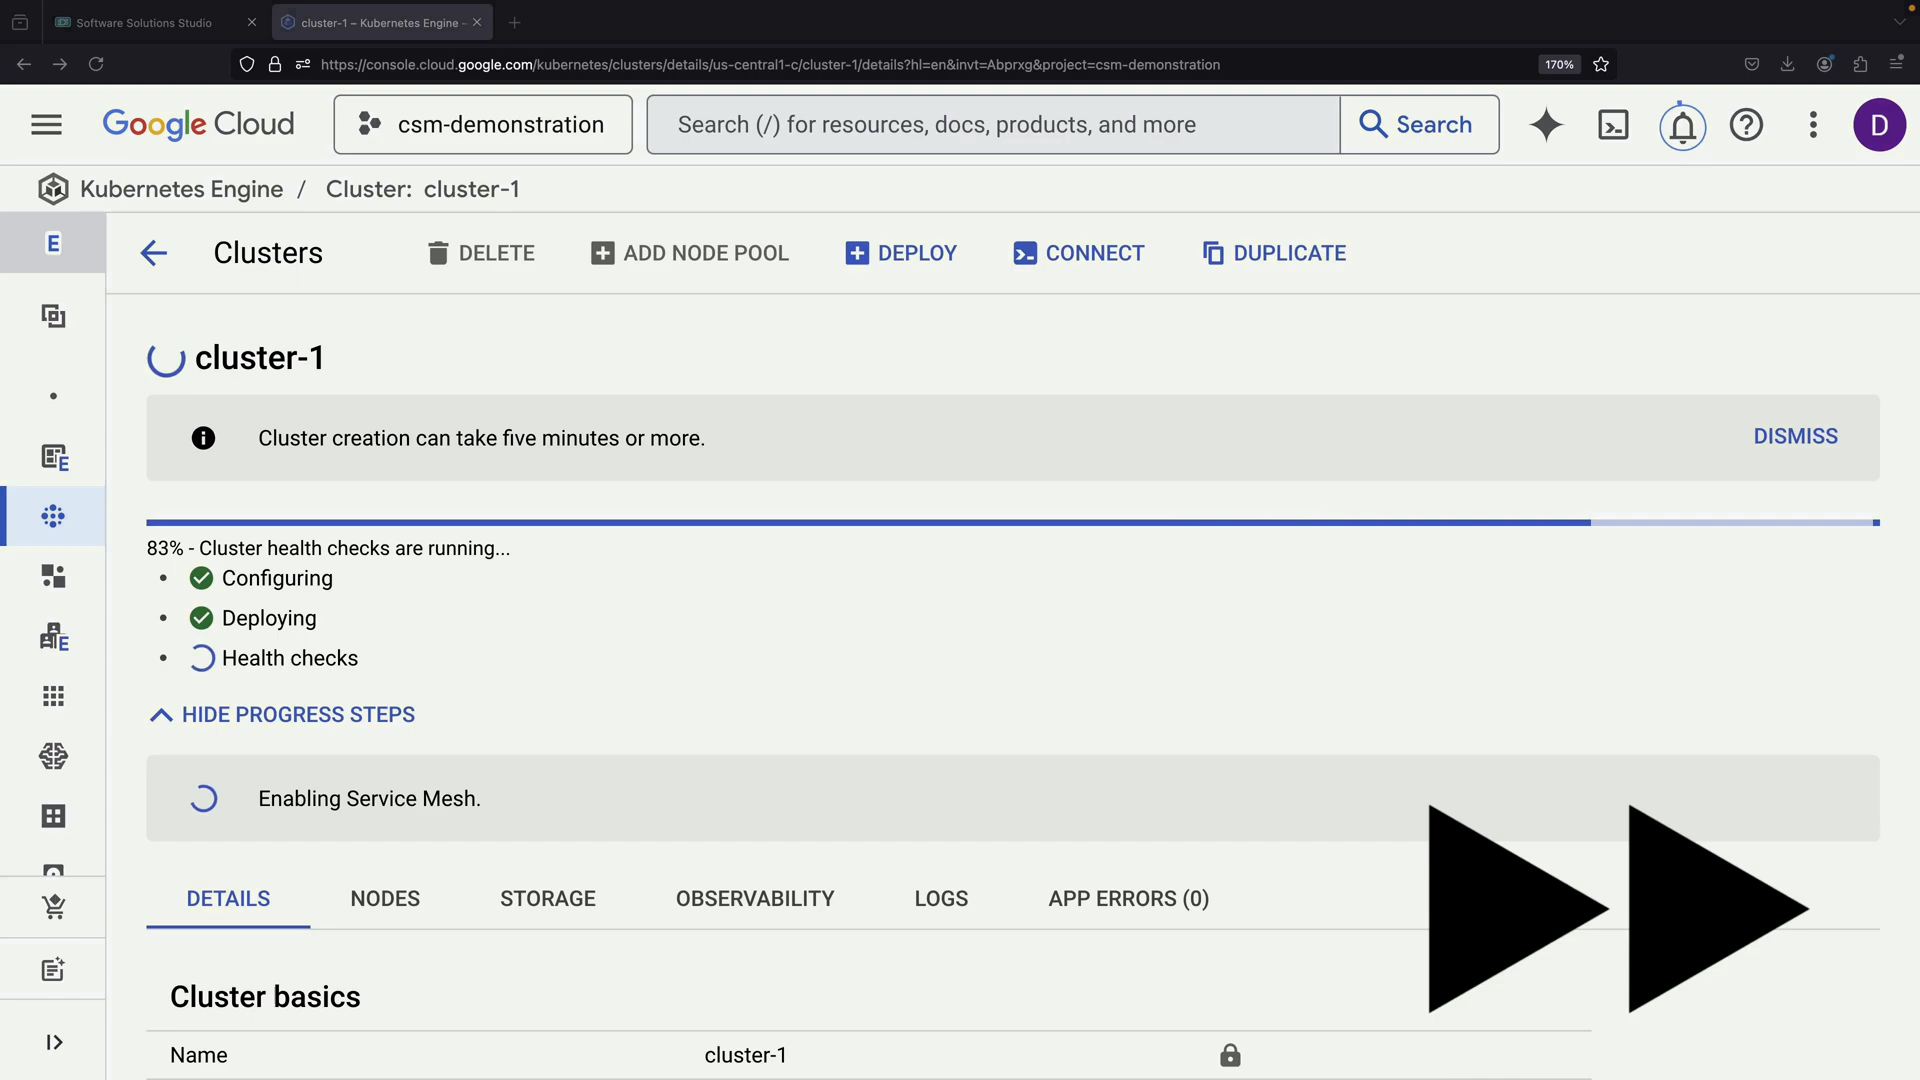 Software Solutions Studio
cluster-1 – Kubernetes Engine –
https://console.cloud.google.com/kubernetes/clusters/details/us-central1-c/cluster-1/details?hl=en&invt=Abprxg&project=csm-demonstration
170%
Google Cloud
csm-demonstration
Search (/) for resources, docs, products, and more
Search
D
Kubernetes Engine / Cluster: cluster-1
E
Clusters
DELETE
ADD NODE POOL
DEPLOY
CONNECT
DUPLICATE
cluster-1
Cluster creation can take five minutes or more.
DISMISS
E
83% - Cluster health checks are running...
• Configuring
• Deploying
• Health checks
E
HIDE PROGRESS STEPS
Enabling Service Mesh.
DETAILS
NODES
STORAGE
OBSERVABILITY
LOGS
APP ERRORS (0)
Cluster basics
Name
cluster-1